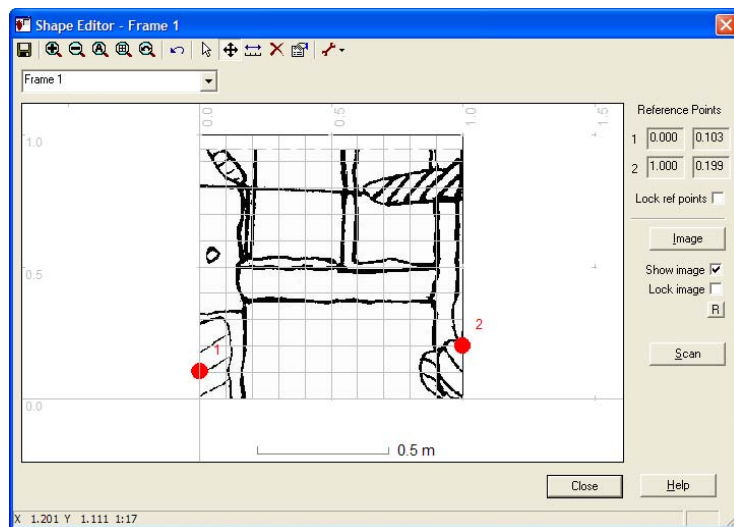 Shape Editor - Frame 1
Frame 1
0.0
0.5
1.0
1.5
1.0
0.5
0.0
1
2
0.5 m
Reference Points
1 0.000 0.103
2 1.000 0.199
Lock ref points
Image
Show image
Lock image
R
Scan
Close
Help
X 1.201 Y 1.111 1:17